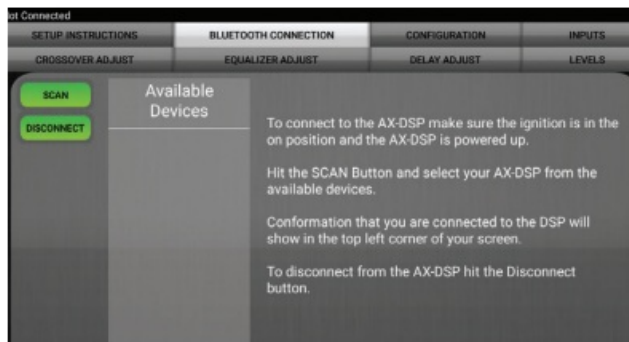 ot Connected
SETUP INSTRUCTIONS BLUETOOTH CONNECTION CONFIGURATION INPUTS
CROSSOVER ADJUST EQUALIZER ADJUST DELAY ADJUST LEVELS
SCAN
DISCONNECT
Available
Devices
To connect to the AX-DSP make sure the ignition is in the
on position and the AX-DSP is powered up.
Hit the SCAN Button and select your AX-DSP from the
available devices.
Conformation that you are connected to the DSP will
show in the top left corner of your screen.
To disconnect from the AX-DSP hit the Disconnect
button.